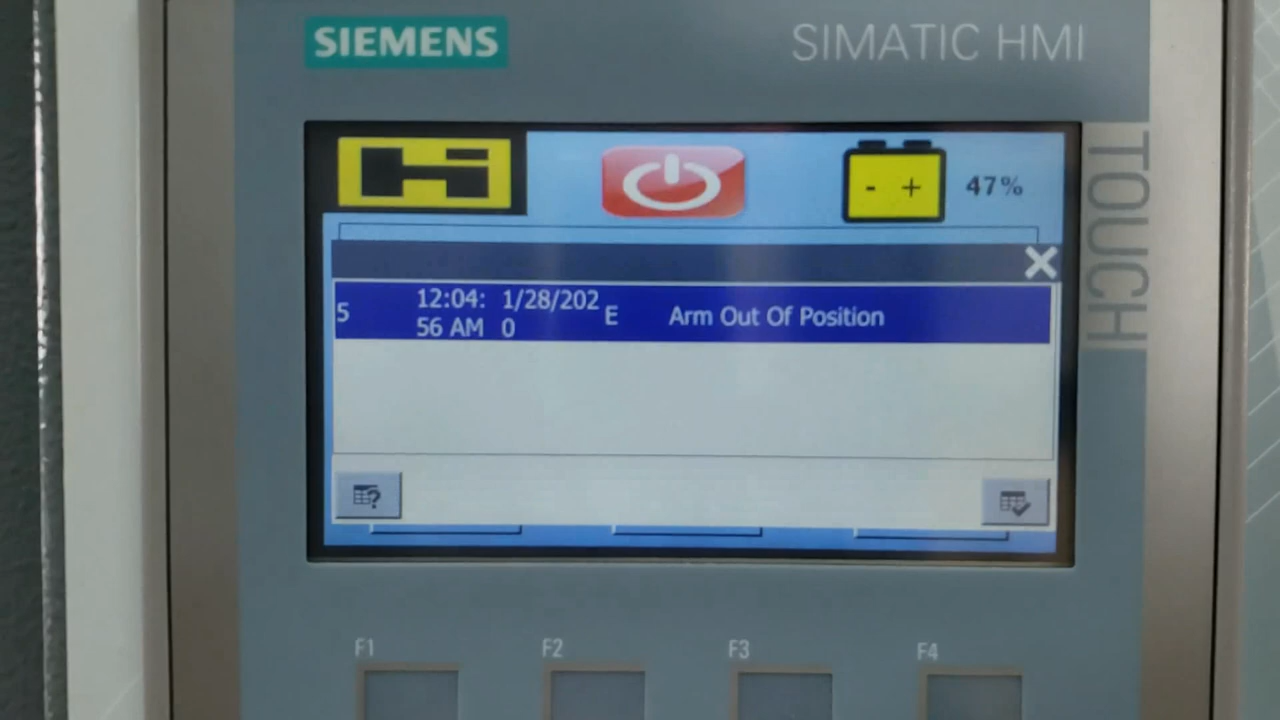 SIEMENS
SIMATIC HMI
TOUCH
- +
47%
5 12:04: 1/28/202 E Arm Out Of Position
56 AM 0
?
F1 F2 F3 F4